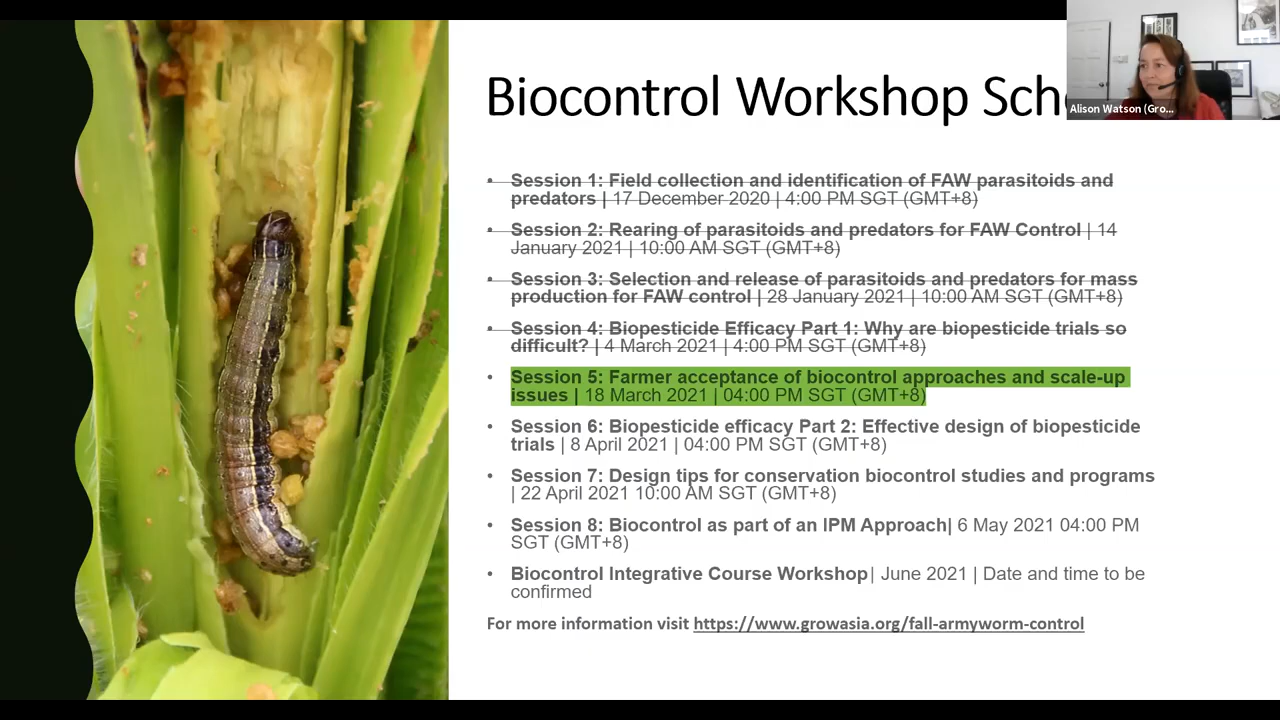 Biocontrol Workshop Sch
Alison Watson (Gro...
• Session 1: Field collection and identification of FAW parasitoids and
predators | 17 December 2020 | 4:00 PM SGT (GMT+8)
• Session 2: Rearing of parasitoids and predators for FAW Control | 14
January 2021 | 10:00 AM SGT (GMT+8)
• Session 3: Selection and release of parasitoids and predators for mass
production for FAW control | 28 January 2021 | 10:00 AM SGT (GMT+8)
• Session 4: Biopesticide Efficacy Part 1: Why are biopesticide trials so
difficult? | 4 March 2021 | 4:00 PM SGT (GMT+8)
• Session 5: Farmer acceptance of biocontrol approaches and scale-up
issues | 18 March 2021 | 04:00 PM SGT (GMT+8)
• Session 6: Biopesticide efficacy Part 2: Effective design of biopesticide
trials | 8 April 2021 | 04:00 PM SGT (GMT+8)
• Session 7: Design tips for conservation biocontrol studies and programs
| 22 April 2021 10:00 AM SGT (GMT+8)
• Session 8: Biocontrol as part of an IPM Approach| 6 May 2021 04:00 PM
SGT (GMT+8)
• Biocontrol Integrative Course Workshop| June 2021 | Date and time to be
confirmed
For more information visit https://www.growasia.org/fall-armyworm-control